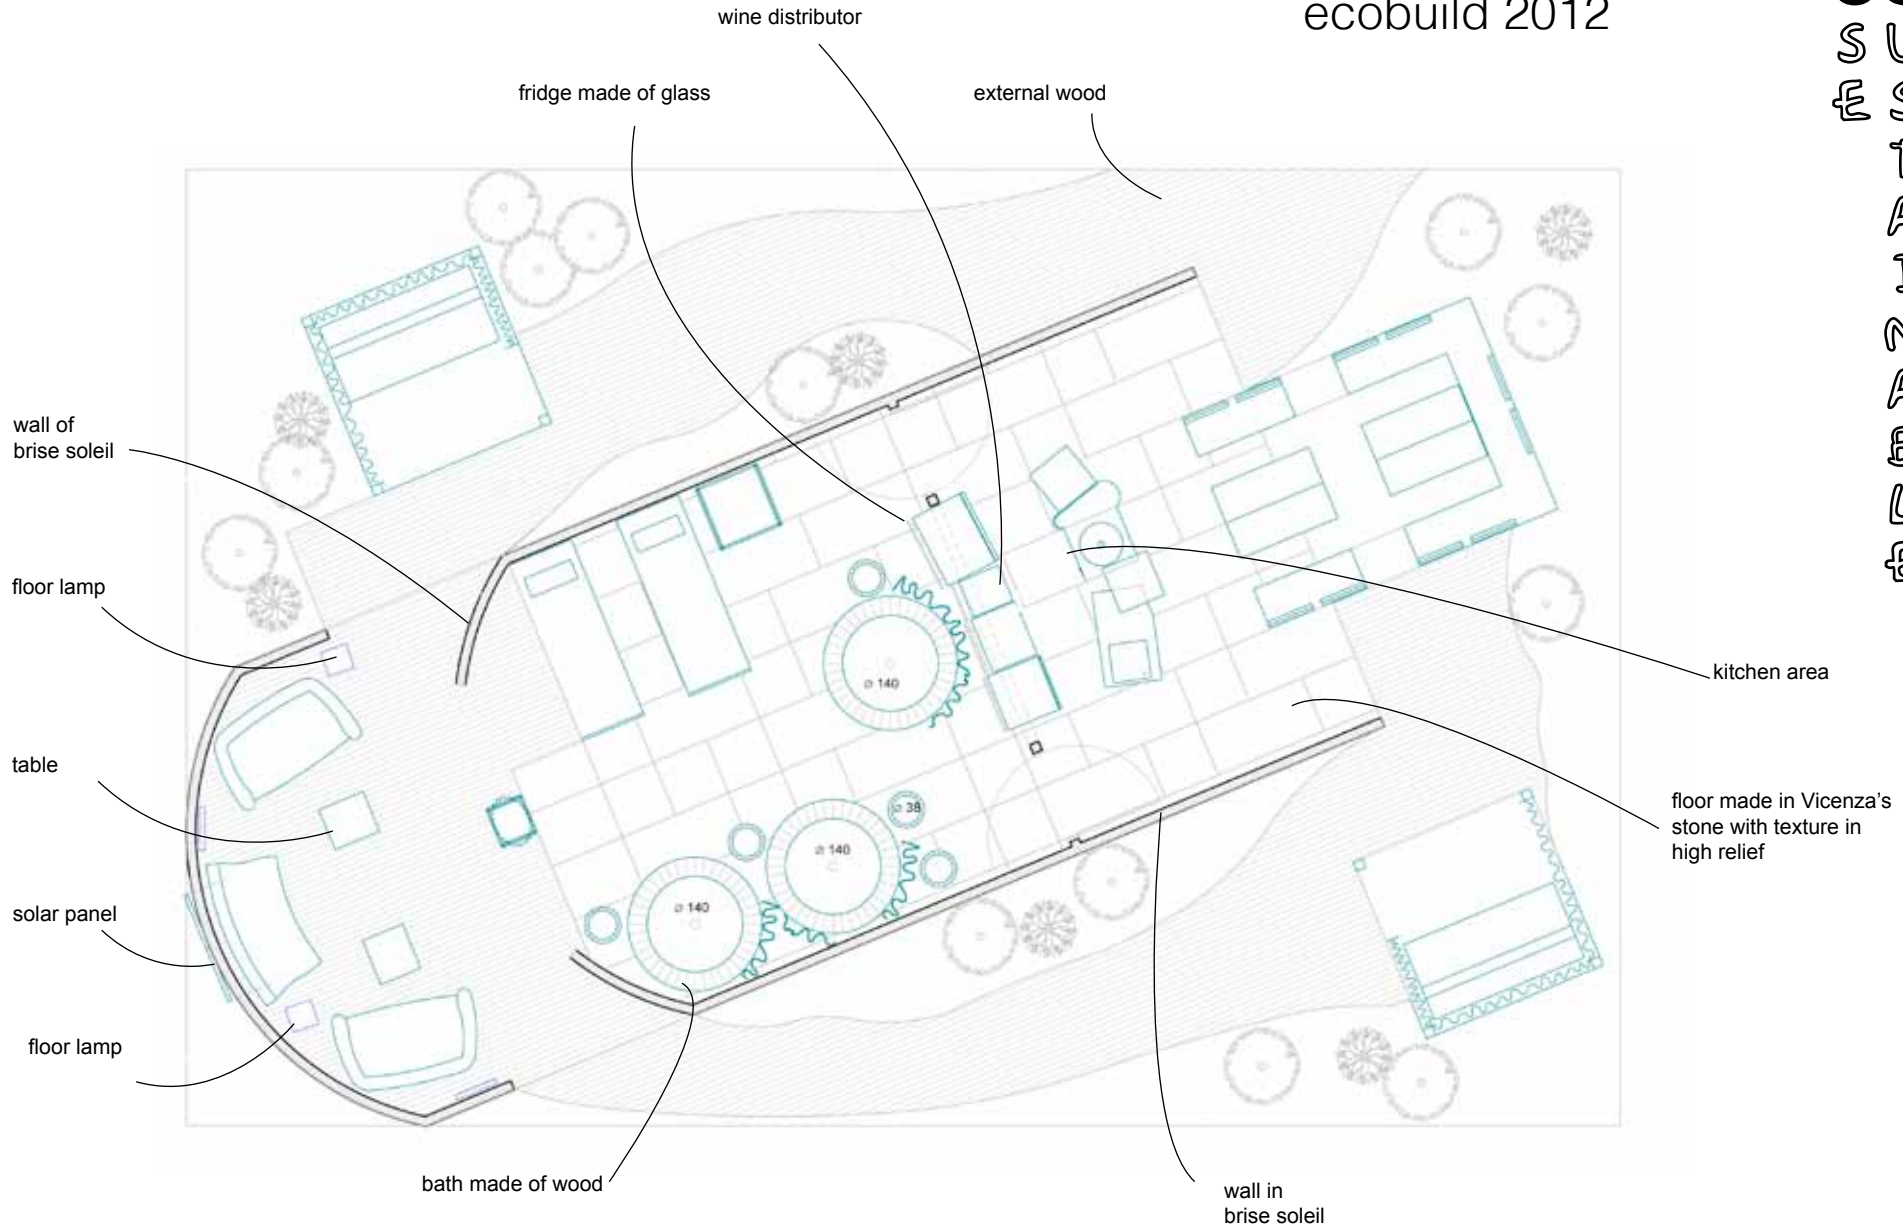 wine distributor
ecobuild 2012
fridge made of glass
external wood
wall of
brise soleil
floor lamp
ø 140
kitchen area
table
ø 38
ø 140
floor made in Vicenza's
stone with texture in
high relief
ø 140
solar panel
floor lamp
bath made of wood
wall in
brise soleil
S U
E S
T
A
I
N
A
B
L
E